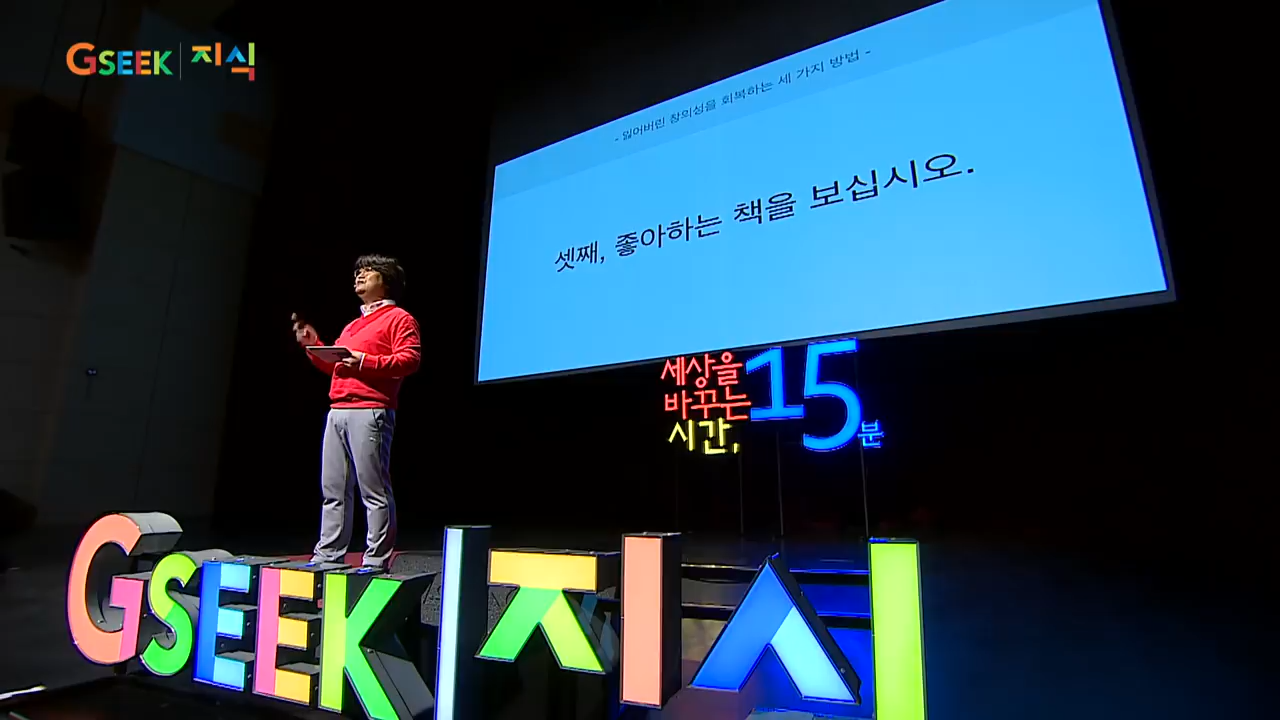 GSEEK 지식
- 잃어버린 창의성을 회복하는 세 가지 방법 -
셋째, 좋아하는 책을 보십시오.
세상을
바꾸는
시간,
15분
GSEEK 지식